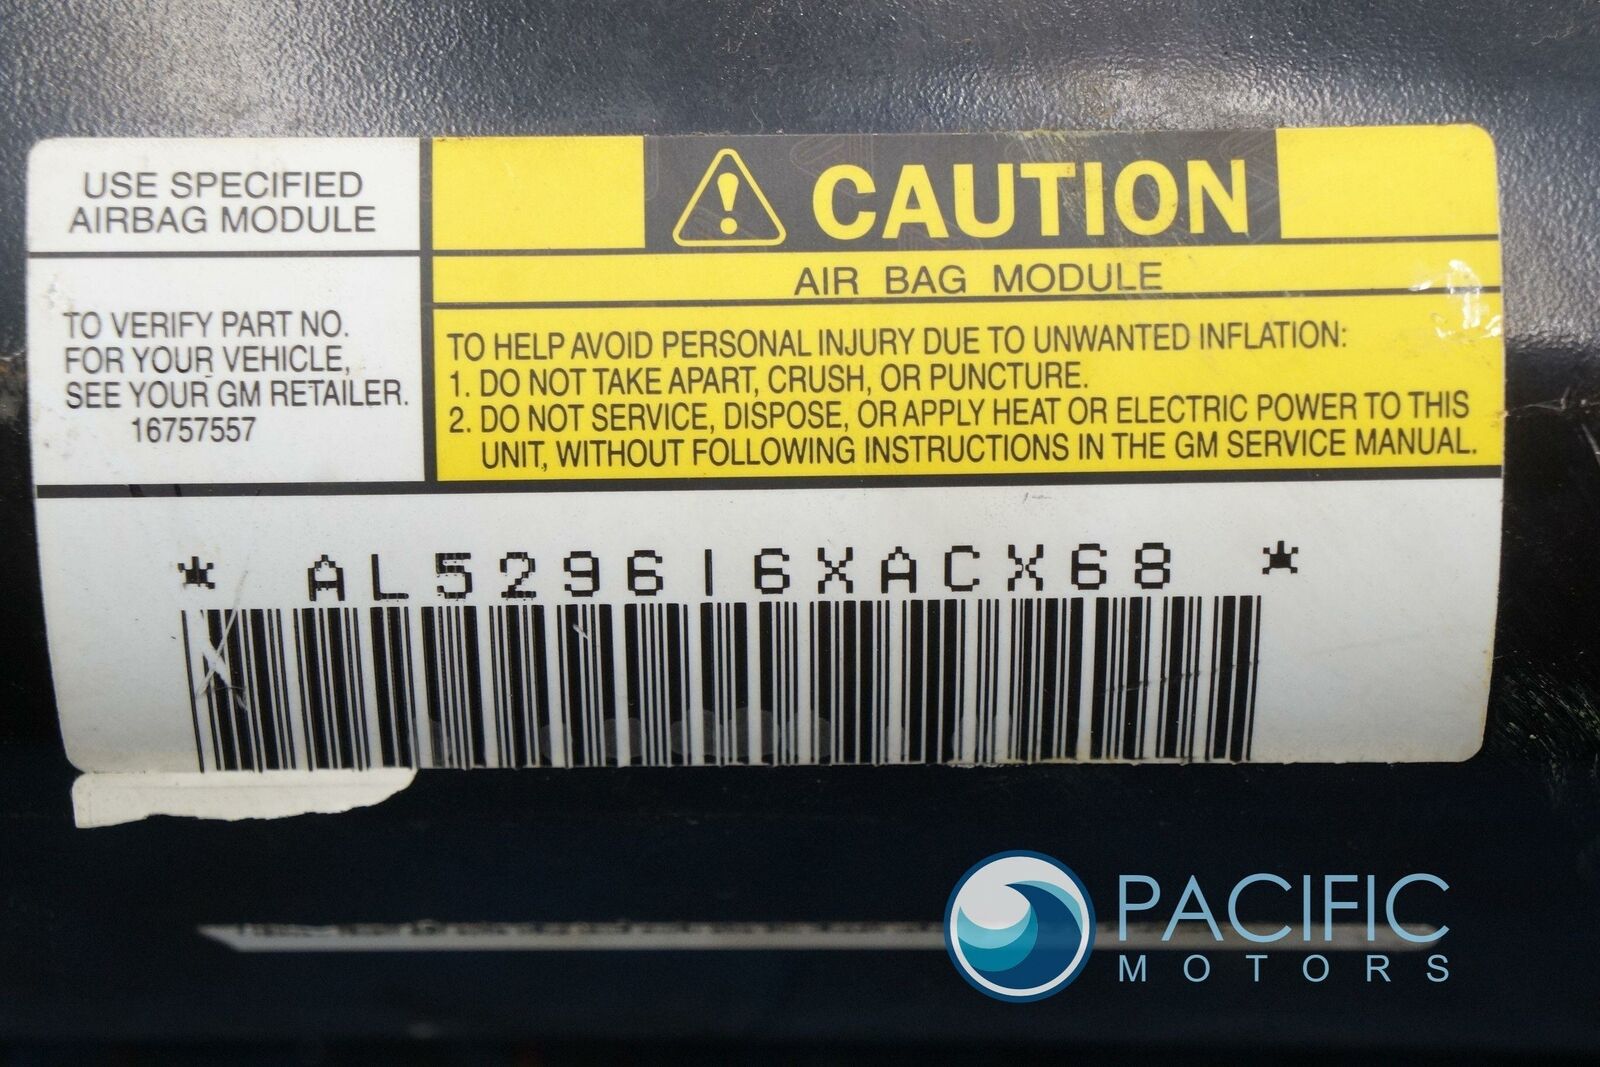 USE SPECIFIED
AIRBAG MODULE
TO VERIFY PART NO.
FOR YOUR VEHICLE,
SEE YOUR GM RETAILER.
16757557
CAUTION
AIR BAG MODULE
TO HELP AVOID PERSONAL INJURY DUE TO UNWANTED INFLATION:
1. DO NOT TAKE APART, CRUSH, OR PUNCTURE.
2. DO NOT SERVICE, DISPOSE, OR APPLY HEAT OR ELECTRIC POWER TO THIS
UNIT, WITHOUT FOLLOWING INSTRUCTIONS IN THE GM SERVICE MANUAL.
* AL5296I6XACX68 *
PACIFIC
MOTORS